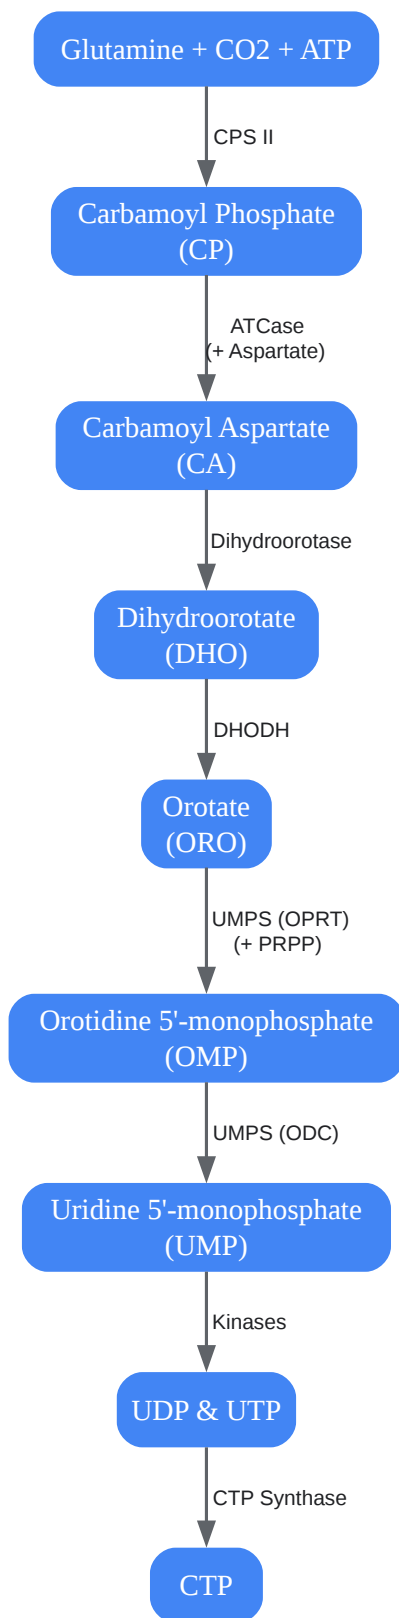 Glutamine + CO2 + ATP
CPS II
Carbamoyl Phosphate
(CP)
ATCase
(+ Aspartate)
Carbamoyl Aspartate
(CA)
Dihydroorotase
Dihydroorotate
(DHO)
DHODH
Orotate
(ORO)
UMPS (OPRT)
(+ PRPP)
Orotidine 5'-monophosphate
(OMP)
UMPS (ODC)
Uridine 5'-monophosphate
(UMP)
Kinases
UDP & UTP
CTP Synthase
CTP